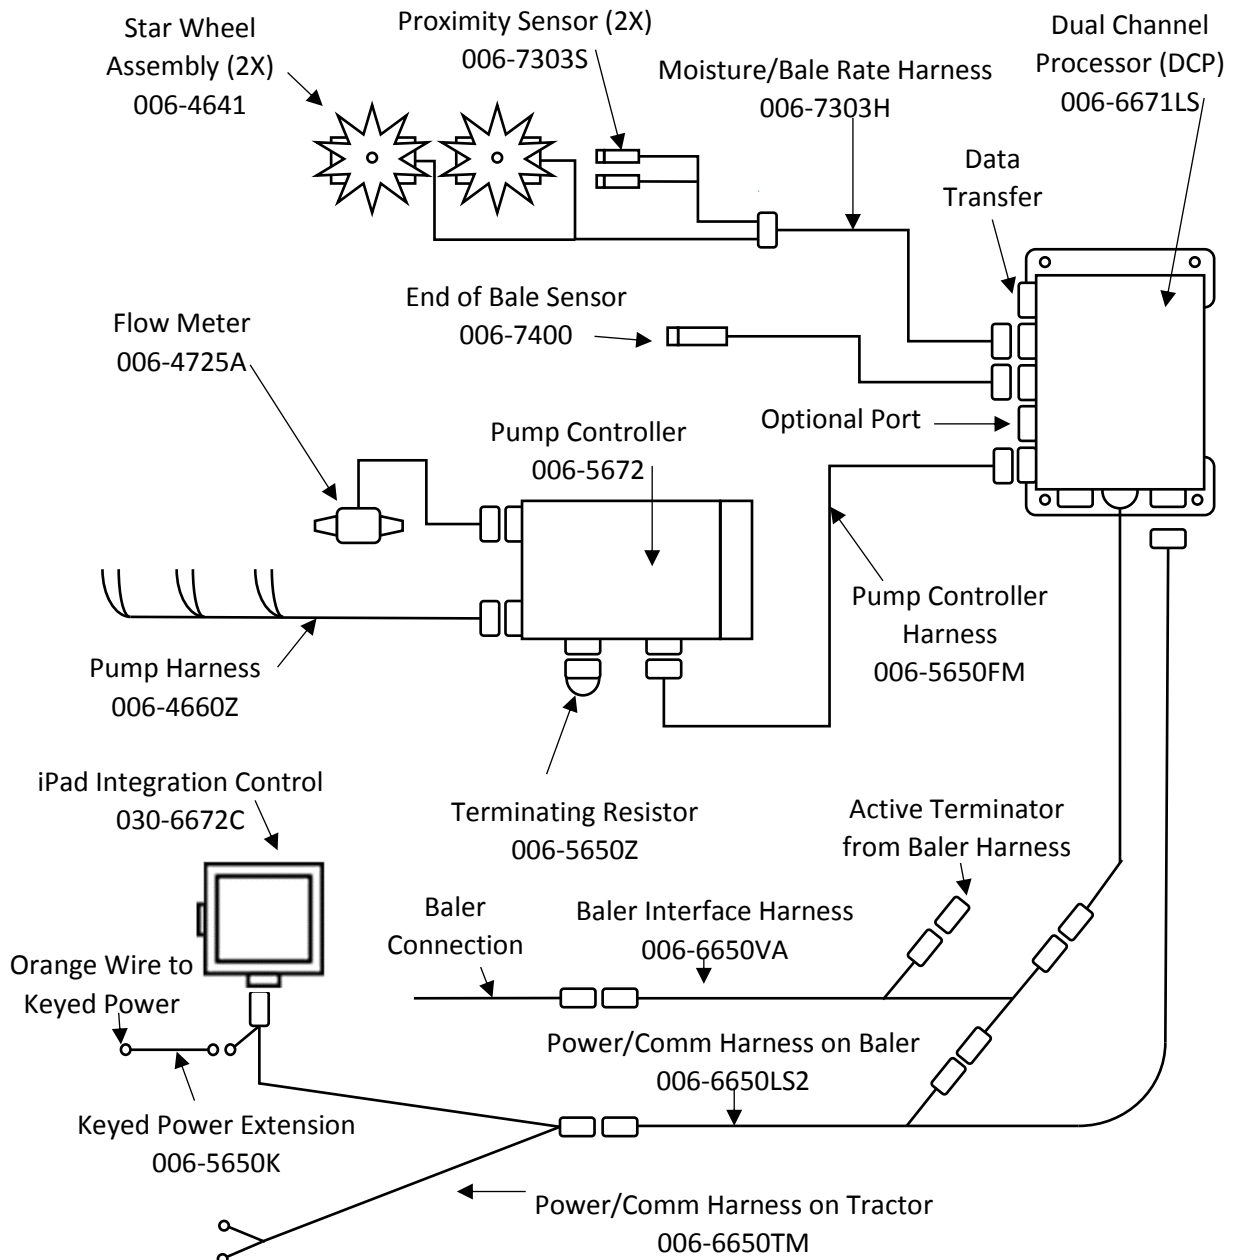 Star Wheel
Assembly (2X)
006-4641
Proximity Sensor (2X)
006-7303S
Moisture/Bale Rate Harness
006-7303H
Dual Channel
Processor (DCP)
006-6671LS
Data
Transfer
End of Bale Sensor
006-7400
Flow Meter
006-4725A
Optional Port
Pump Controller
006-5672
Pump Controller
Harness
006-5650FM
Pump Harness
006-4660Z
iPad Integration Control
030-6672C
Terminating Resistor
006-5650Z
Active Terminator
from Baler Harness
Baler
Connection
Baler Interface Harness
006-6650VA
Orange Wire to
Keyed Power
Power/Comm Harness on Baler
006-6650LS2
Keyed Power Extension
006-5650K
Power/Comm Harness on Tractor
006-6650TM